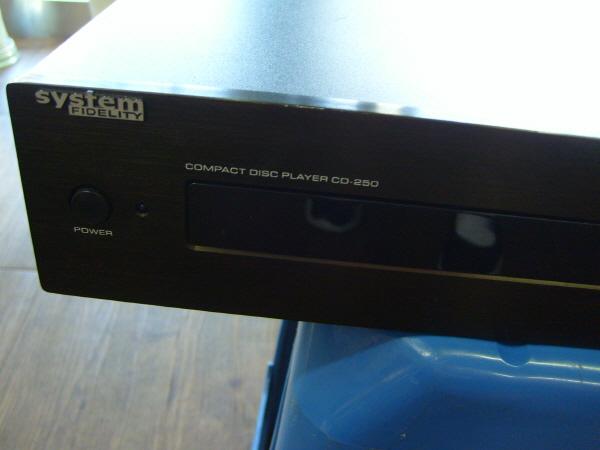 system
FIDELITY
COMPACT DISC PLAYER CD-250
POWER